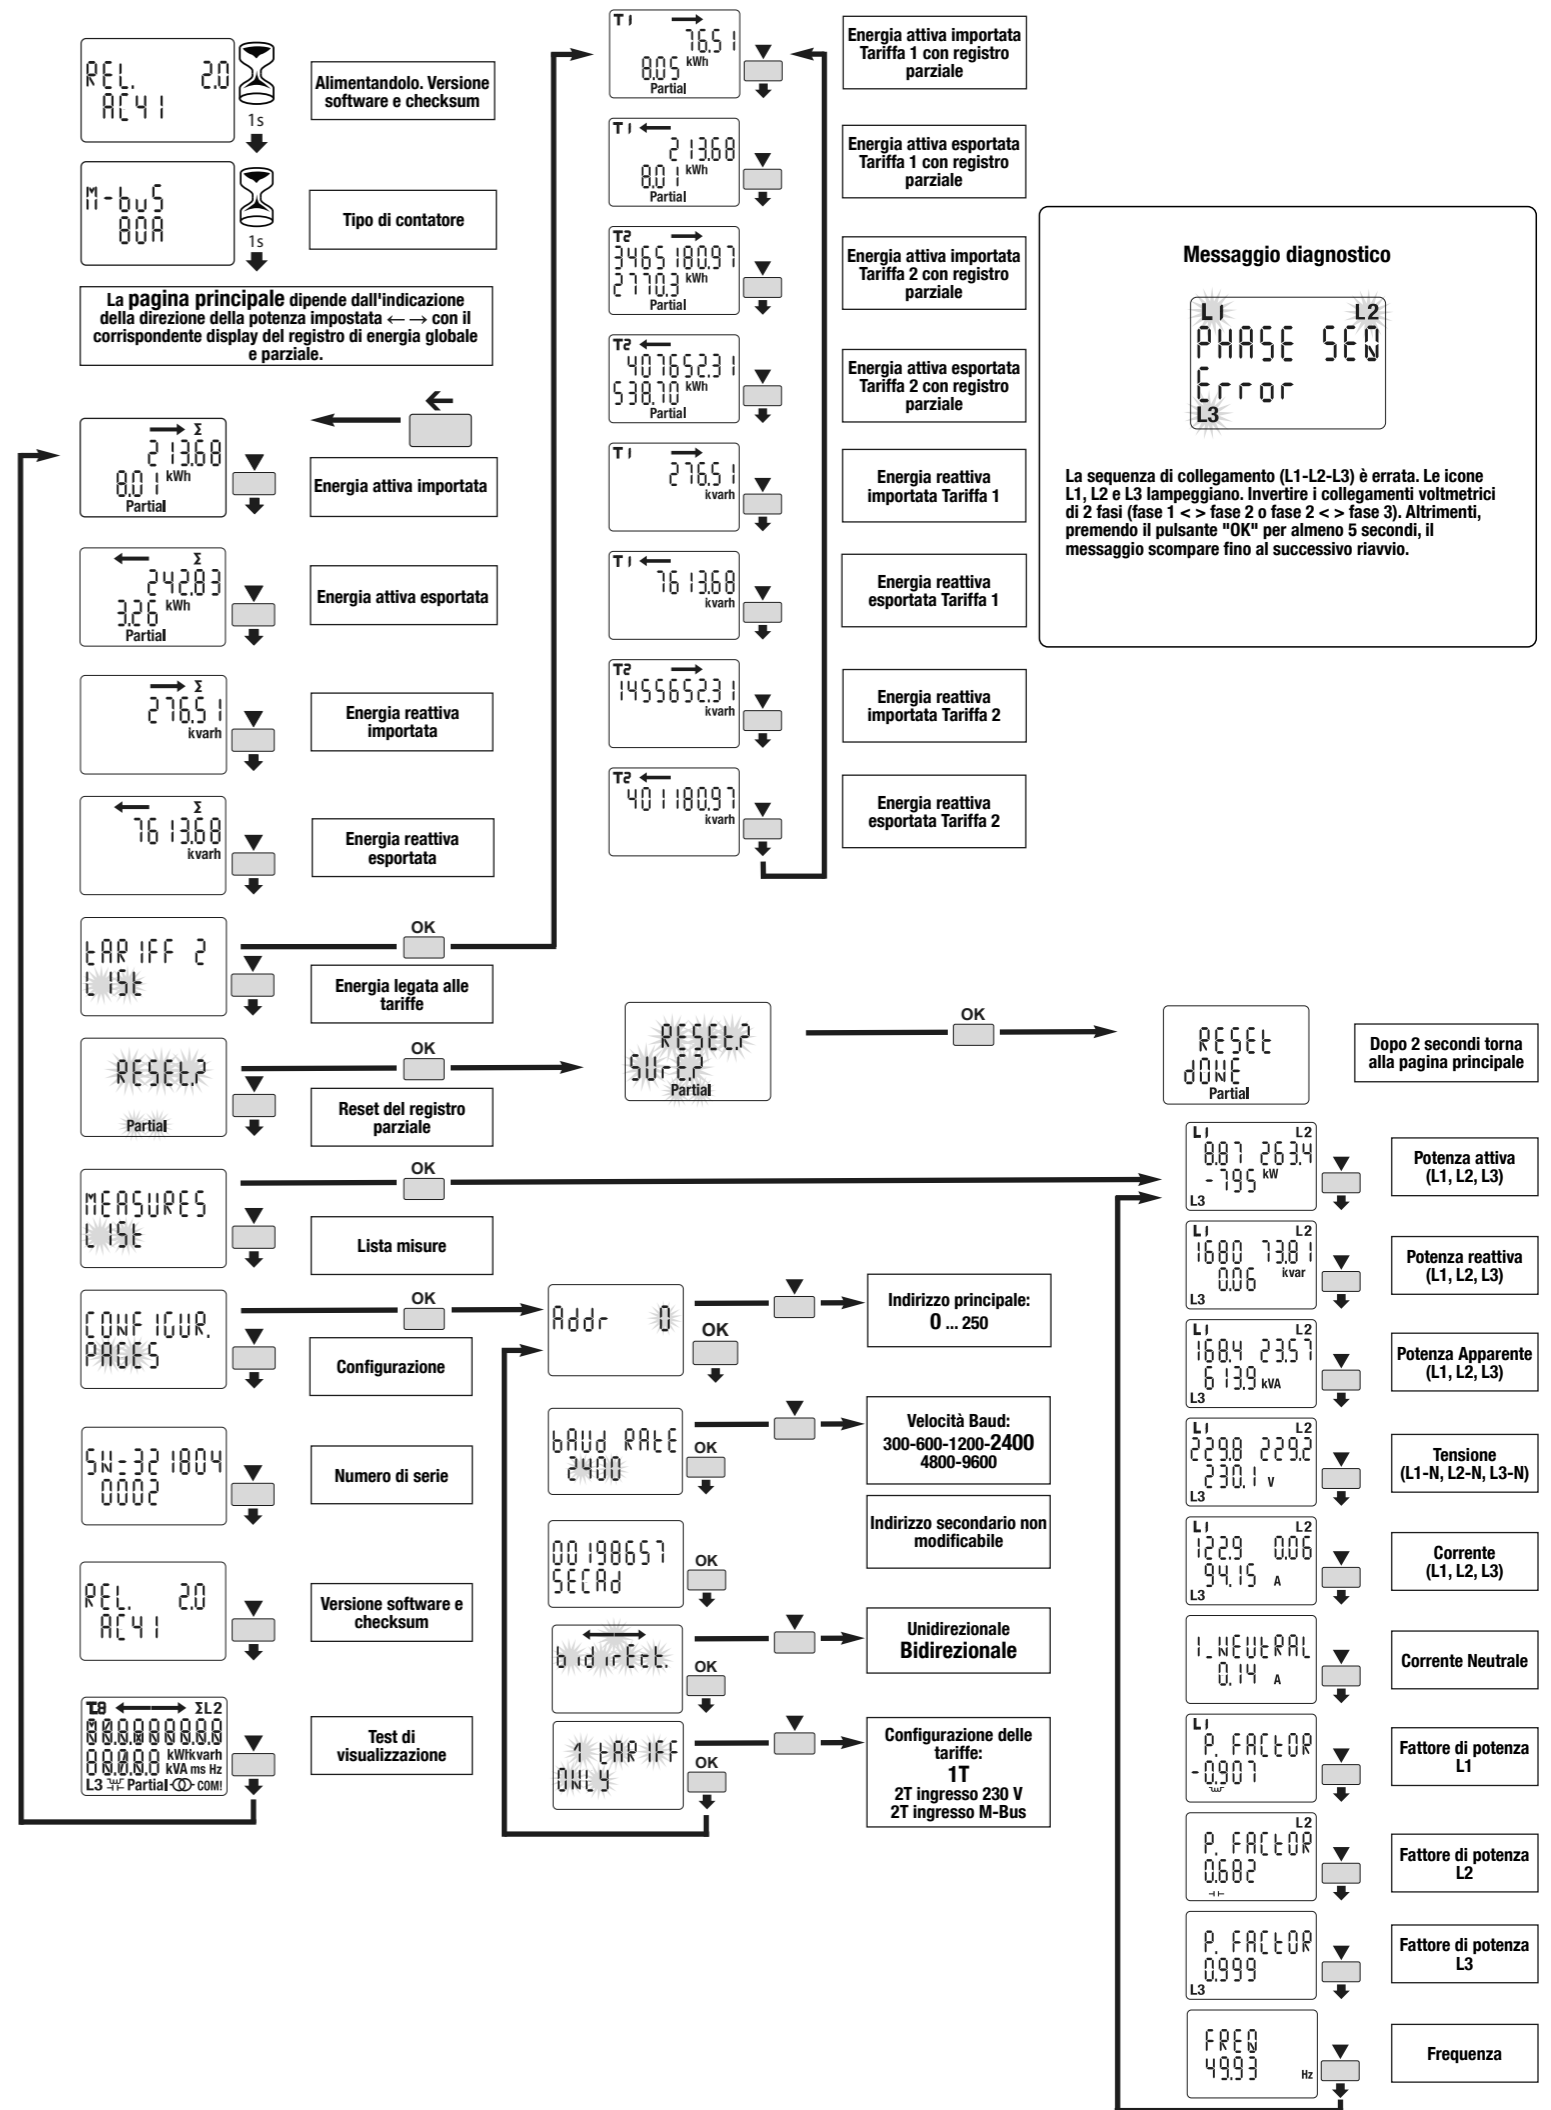 REL. 2.0
AC41
1s
Alimentandolo. Versione
software e checksum
M-buS
80A
1s
Tipo di contatore
La pagina principale dipende dall'indicazione
della direzione della potenza impostata ←→ con il
corrispondente display del registro di energia globale
e parziale.
←
→ Σ
213.68
8.01 kWh
Partial
Energia attiva importata
← Σ
242.83
3.26 kWh
Partial
Energia attiva esportata
→ Σ
276.51
kvarh
Energia reattiva
importata
← Σ
7613.68
kvarh
Energia reattiva
esportata
tARIFF 2
LISt
OK
Energia legata alle
tariffe
RESEt.?
Partial
OK
Reset del registro
parziale
RESEt.?
SUrE.?
Partial
OK
RESEt
dONE
Partial
Dopo 2 secondi torna
alla pagina principale
MEASURES
LISt
OK
Lista misure
CONFIGUR.
PAGES
OK
Configurazione
SN-321804
0002
Numero di serie
REL. 2.0
AC41
Versione software e
checksum
T8 ←→ ΣL2
kWkvarh
kVA ms Hz
L3 Partial COM!
Test di
visualizzazione
T1 →
76.51
8.05 kWh
Partial
Energia attiva importata
Tariffa 1 con registro
parziale
T1 ←
213.68
8.01 kWh
Partial
Energia attiva esportata
Tariffa 1 con registro
parziale
T2 →
3465180.97
2770.3 kWh
Partial
Energia attiva importata
Tariffa 2 con registro
parziale
T2 ←
407652.31
538.70 kWh
Partial
Energia attiva esportata
Tariffa 2 con registro
parziale
T1 →
276.51
kvarh
Energia reattiva
importata Tariffa 1
T1 ←
7613.68
kvarh
Energia reattiva
esportata Tariffa 1
T2 →
1455652.31
kvarh
Energia reattiva
importata Tariffa 2
T2 ←
401180.97
kvarh
Energia reattiva
esportata Tariffa 2
Messaggio diagnostico
L1 L2
PHASE SEQ
N
Error
L3
La sequenza di collegamento (L1-L2-L3) è errata. Le icone
L1, L2 e L3 lampeggiano. Invertire i collegamenti voltmetrici
di 2 fasi (fase 1 < > fase 2 o fase 2 < > fase 3). Altrimenti,
premendo il pulsante "OK" per almeno 5 secondi, il
messaggio scompare fino al successivo riavvio.
Addr 0
OK
Indirizzo principale:
0 ... 250
bAUd RAtE
2400
OK
Velocità Baud:
300-600-1200-2400
4800-9600
00198657
SECAd
OK
Indirizzo secondario non
modificabile
bidirEct.
OK
Unidirezionale
Bidirezionale
1 tARIFF
ONLY
OK
Configurazione delle
tariffe:
1T
2T ingresso 230 V
2T ingresso M-Bus
L1 L2
8.87 263.4
-795 kW
L3
Potenza attiva
(L1, L2, L3)
L1 L2
1680 73.81
0.06 kvar
L3
Potenza reattiva
(L1, L2, L3)
L1 L2
168.4 23.57
613.9 kVA
L3
Potenza Apparente
(L1, L2, L3)
L1 L2
229.8 229.2
230.1 V
L3
Tensione
(L1-N, L2-N, L3-N)
L1 L2
122.9 0.06
94.15 A
L3
Corrente
(L1, L2, L3)
I_NEUtRAL
0.14 A
Corrente Neutrale
L1
P. FACtOR
-0.907
Fattore di potenza
L1
L2
P. FACtOR
0.682
Fattore di potenza
L2
P. FACtOR
0.999
L3
Fattore di potenza
L3
FREQ
49.93
Hz
Frequenza